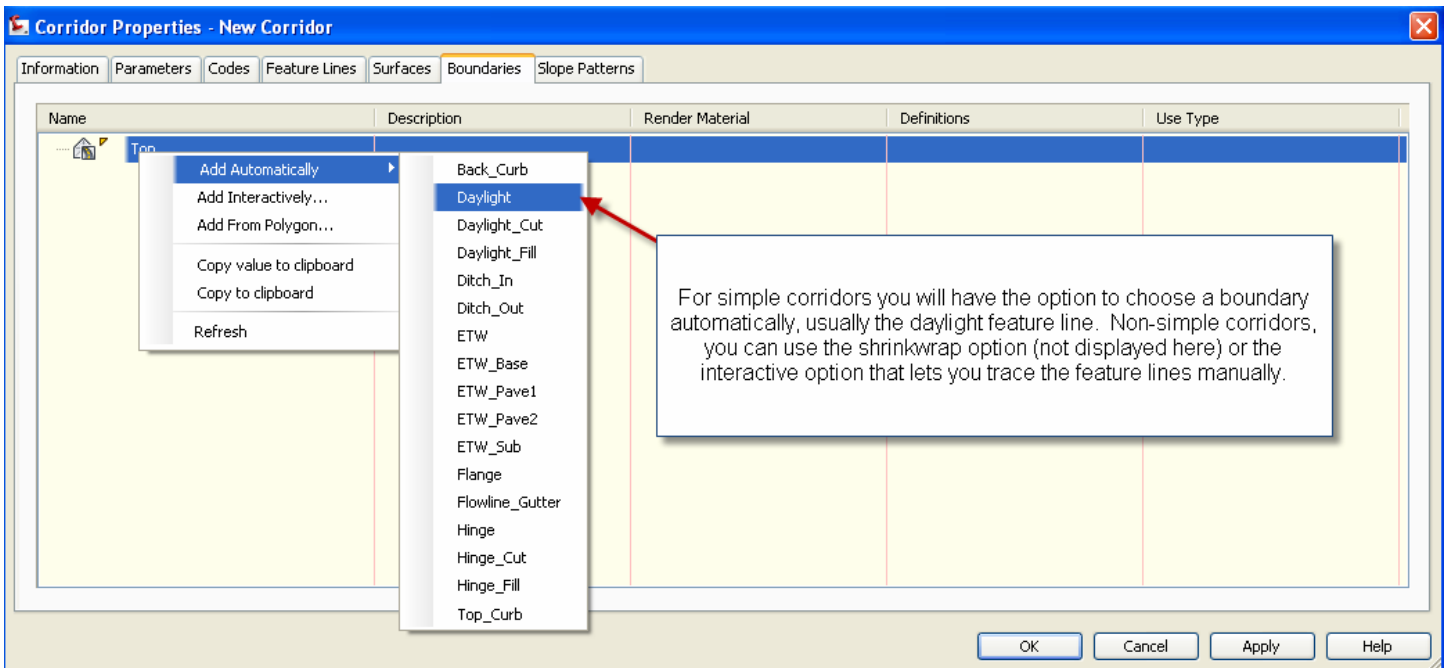 Corridor Properties - New Corridor
Information Parameters Codes Feature Lines Surfaces Boundaries Slope Patterns
Name Description Render Material Definitions Use Type
Top
Add Automatically
Add Interactively...
Add From Polygon...
Copy value to clipboard
Copy to clipboard
Refresh
Back_Curb
Daylight
Daylight_Cut
Daylight_Fill
Ditch_In
Ditch_Out
ETW
ETW_Base
ETW_Pave1
ETW_Pave2
ETW_Sub
Flange
Flowline_Gutter
Hinge
Hinge_Cut
Hinge_Fill
Top_Curb
For simple corridors you will have the option to choose a boundary
automatically, usually the daylight feature line. Non-simple corridors,
you can use the shrinkwrap option (not displayed here) or the
interactive option that lets you trace the feature lines manually.
OK Cancel Apply Help